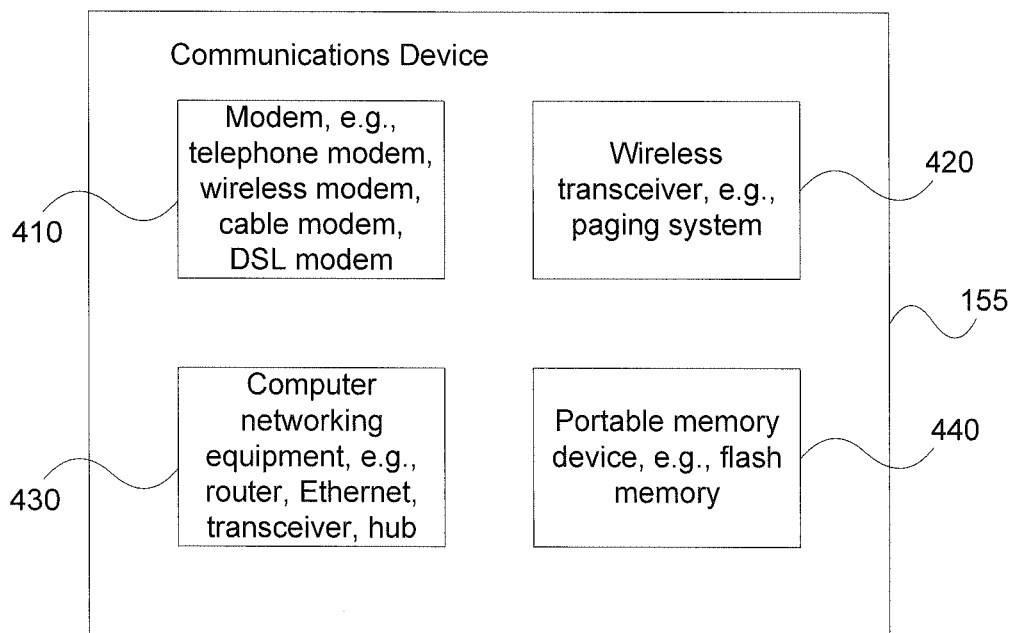 Communications Device
Modem, e.g.,
telephone modem,
wireless modem,
cable modem,
DSL modem
410
Wireless
transceiver, e.g.,
paging system
420
155
Computer
networking
equipment, e.g.,
router, Ethernet,
transceiver, hub
430
Portable memory
device, e.g., flash
memory
440